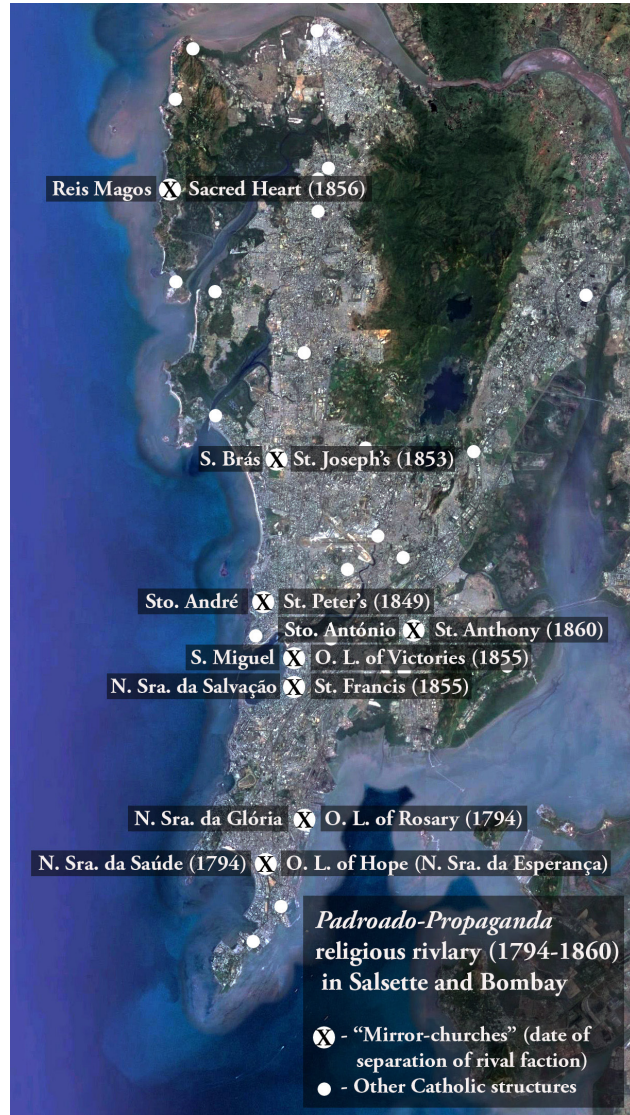 Reis Magos X Sacred Heart (1856)
S. Brás X St. Joseph's (1853)
Sto. André X St. Peter's (1849)
Sto. António X St. Anthony (1860)
S. Miguel X O. L. of Victories (1855)
N. Sra. da Salvação X St. Francis (1855)
N. Sra. da Glória X O. L. of Rosary (1794)
N. Sra. da Saúde (1794) X O. L. of Hope (N. Sra. da Esperança)
Padroado-Propaganda
religious rivlary (1794-1860)
in Salsette and Bombay
X - “Mirror-churches” (date of
separation of rival faction)
- Other Catholic structures